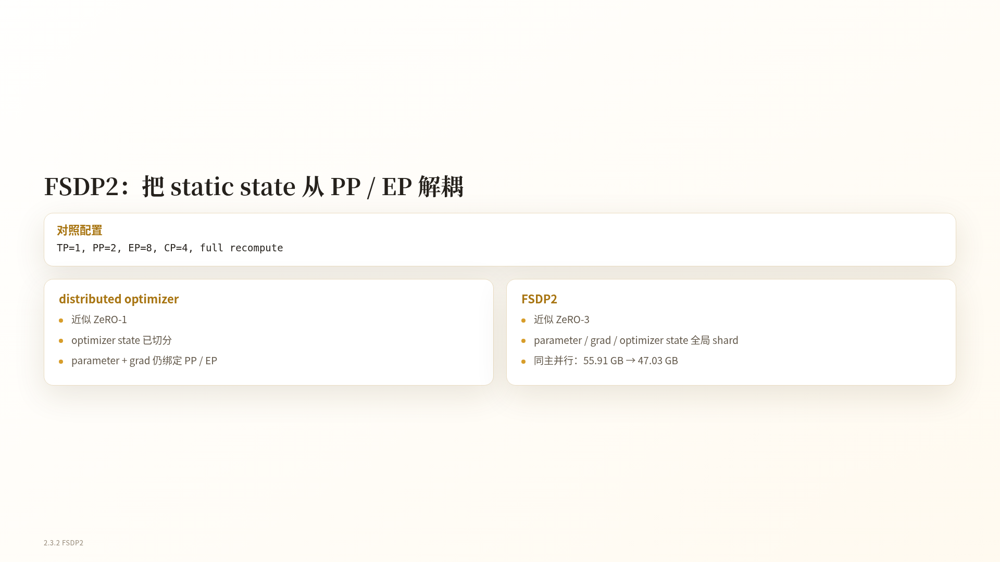 FSDP2：把 static state 从 PP / EP 解耦
对照配置
TP=1, PP=2, EP=8, CP=4, full recompute
distributed optimizer
近似 ZeRO-1
optimizer state 已切分
parameter + grad 仍绑定 PP / EP
FSDP2
近似 ZeRO-3
parameter / grad / optimizer state 全局 shard
同主并行：55.91 GB → 47.03 GB
2.3.2 FSDP2